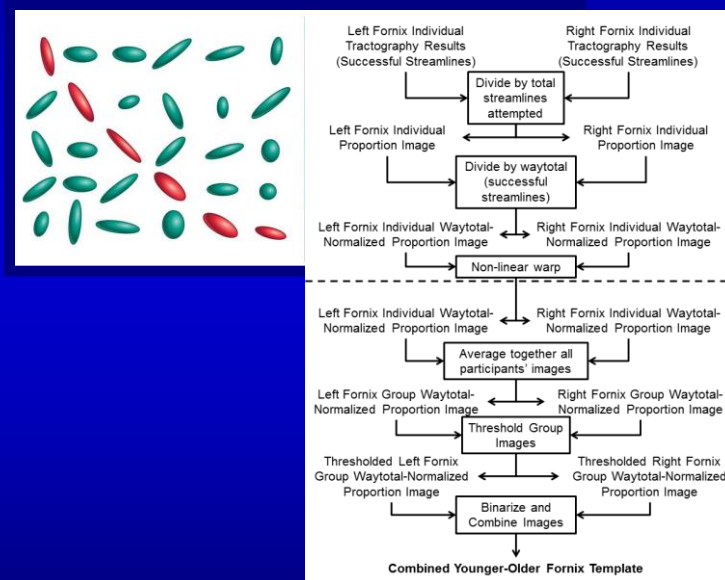 Left Fornix Individual
Tractography Results
(Successful Streamlines)
Right Fornix Individual
Tractography Results
(Successful Streamlines)
Divide by total
streamlines
attempted
Left Fornix Individual
Proportion Image
Right Fornix Individual
Proportion Image
Divide by waytotal
(successful
streamlines)
Left Fornix Individual Waytotal-
Normalized Proportion Image
Right Fornix Individual Waytotal-
Normalized Proportion Image
Non-linear warp
Left Fornix Individual Waytotal-
Normalized Proportion Image
Right Fornix Individual Waytotal-
Normalized Proportion Image
Average together all
participants' images
Left Fornix Group Waytotal-
Normalized Proportion Image
Right Fornix Group Waytotal-
Normalized Proportion Image
Threshold Group
Images
Thresholded Left Fornix
Group Waytotal-Normalized
Proportion Image
Thresholded Right Fornix
Group Waytotal-Normalized
Proportion Image
Binarize and
Combine Images
Combined Younger-Older Fornix Template